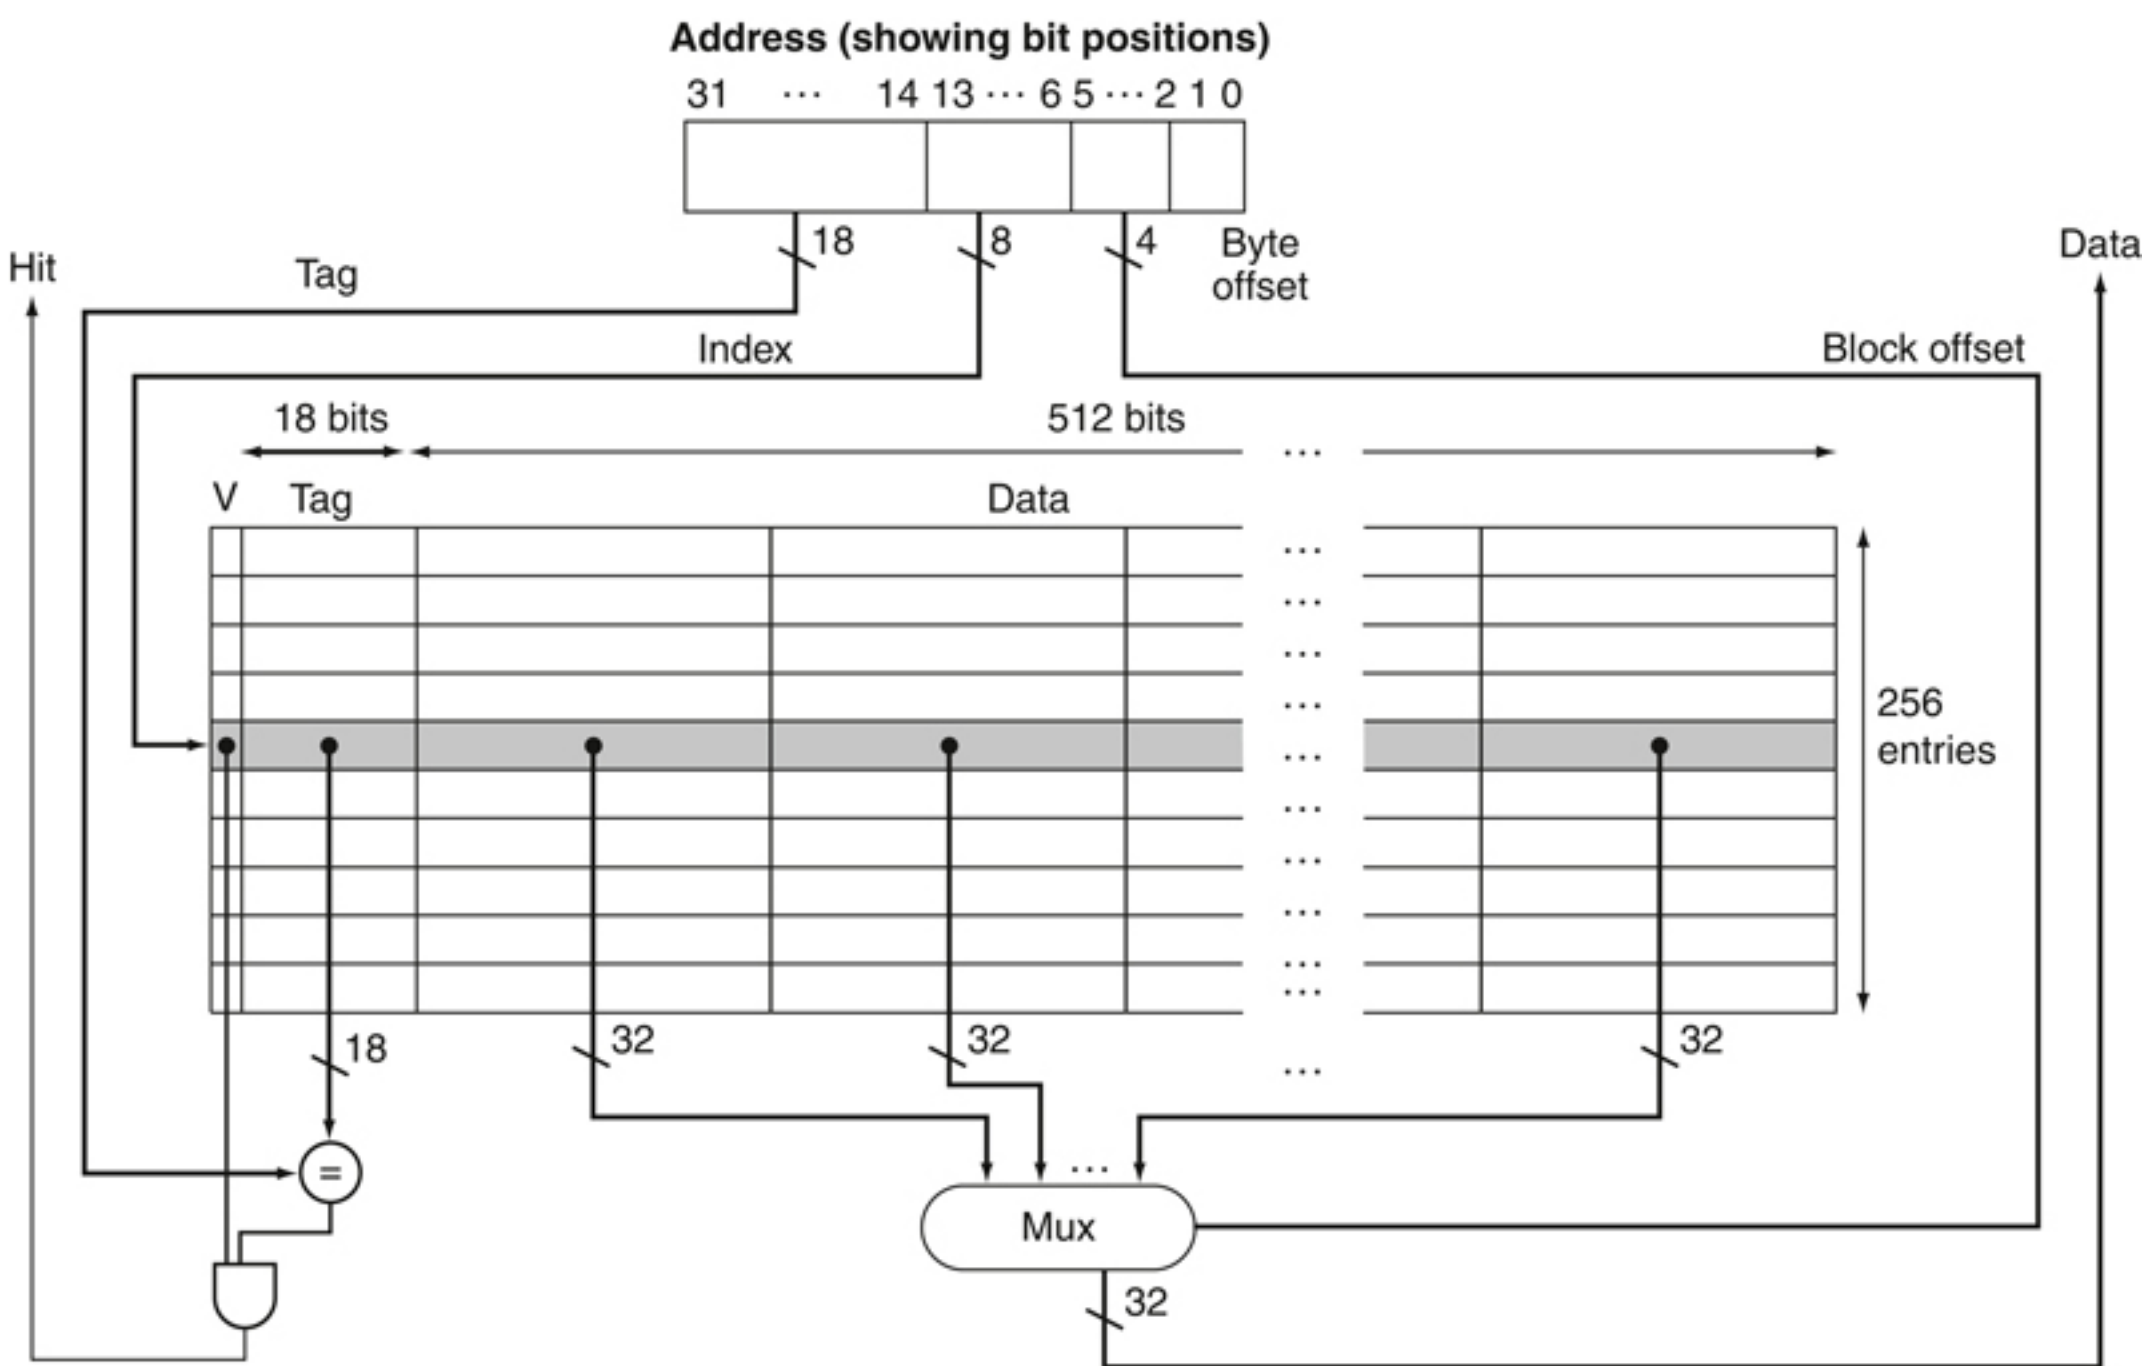 Address (showing bit positions)
31 ... 14 13 ... 6 5 ... 2 1 0
18 8 4 Byte offset
Hit
Tag
Data
Index
Block offset
18 bits
512 bits
...
V Tag Data
...
...
...
...
...
...
...
...
...
...
256
entries
18
32
32
...
32
=
...
Mux
32